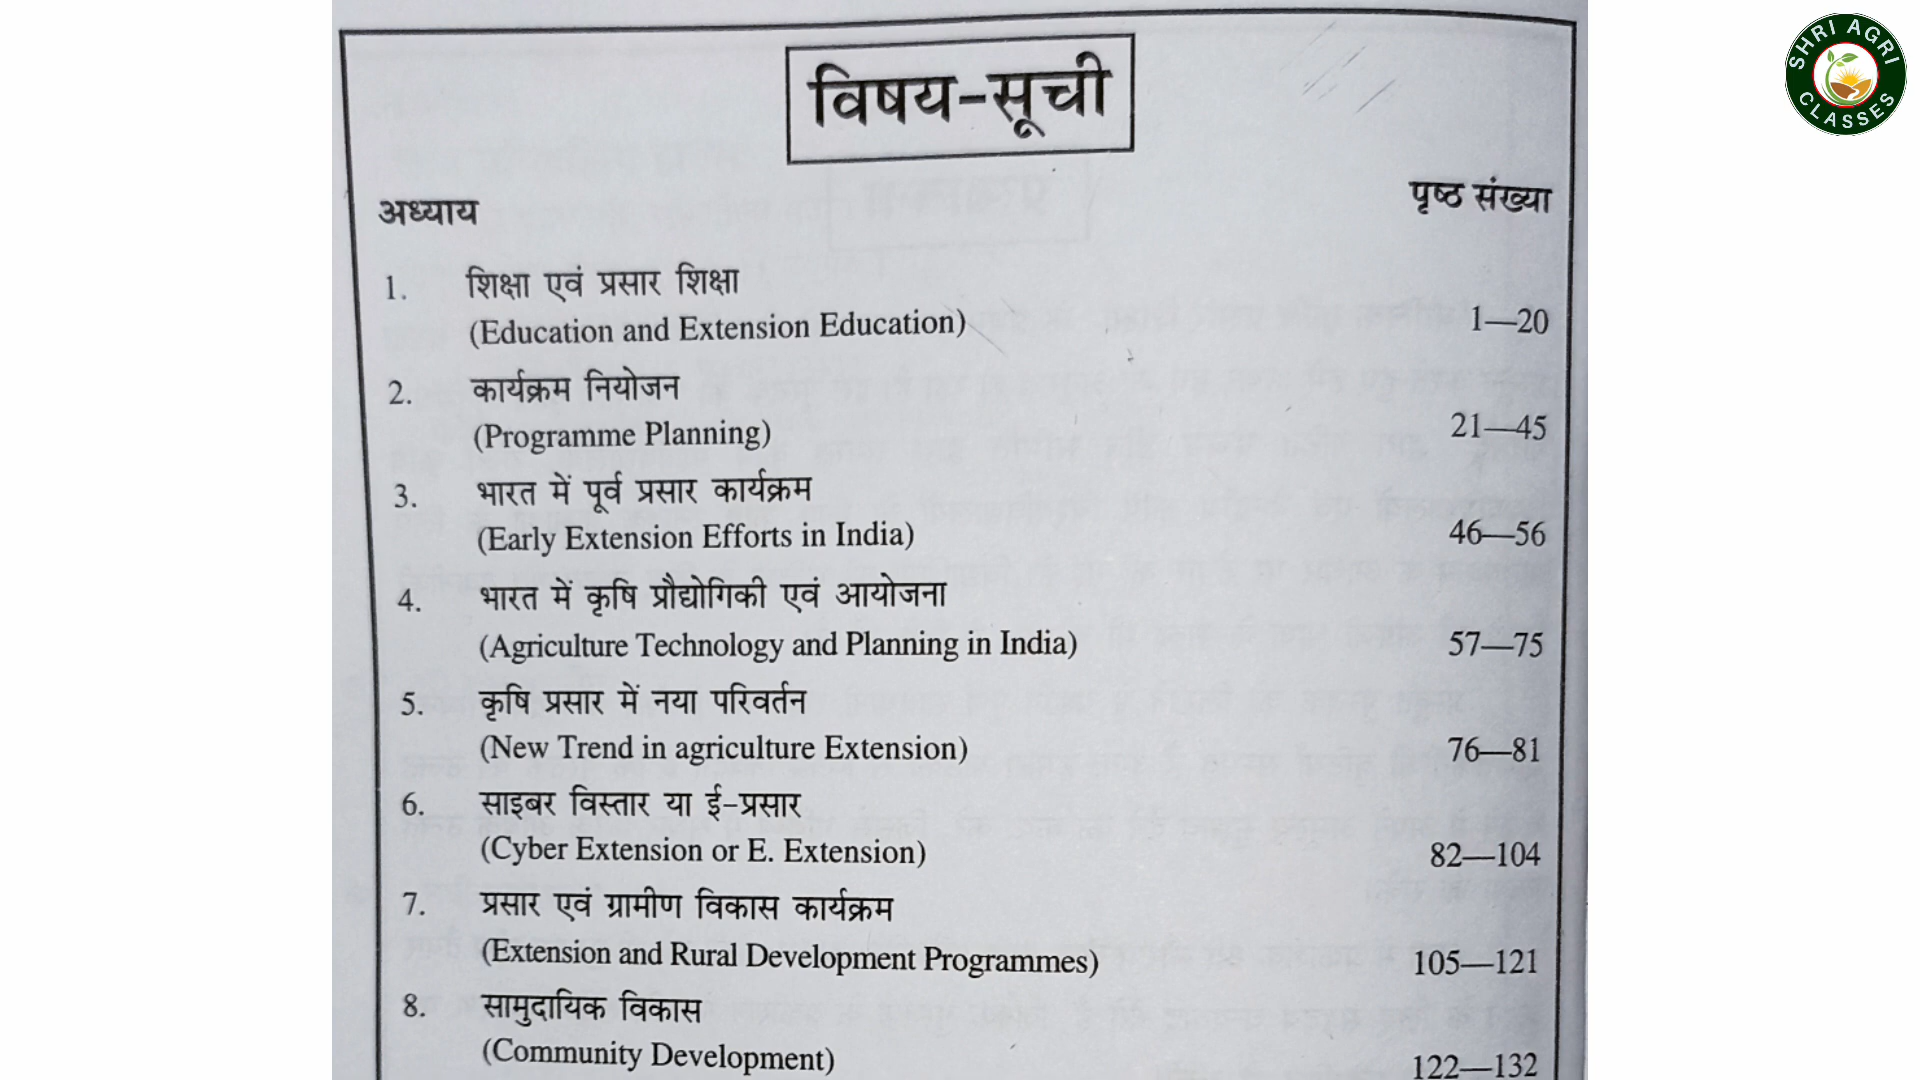 SHRI AGRI CLASSES
विषय-सूची
अध्याय पृष्ठ संख्या
1. शिक्षा एवं प्रसार शिक्षा
(Education and Extension Education) 1—20
2. कार्यक्रम नियोजन
(Programme Planning) 21—45
3. भारत में पूर्व प्रसार कार्यक्रम
(Early Extension Efforts in India) 46—56
4. भारत में कृषि प्रौद्योगिकी एवं आयोजना
(Agriculture Technology and Planning in India) 57—75
5. कृषि प्रसार में नया परिवर्तन
(New Trend in agriculture Extension) 76—81
6. साइबर विस्तार या ई-प्रसार
(Cyber Extension or E. Extension) 82—104
7. प्रसार एवं ग्रामीण विकास कार्यक्रम
(Extension and Rural Development Programmes) 105—121
8. सामुदायिक विकास
(Community Development) 122—132